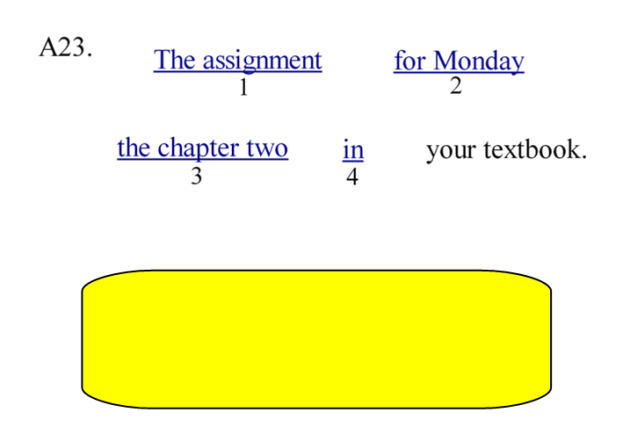 A23. The assignment for Monday
1 2
the chapter two in your textbook.
3 4